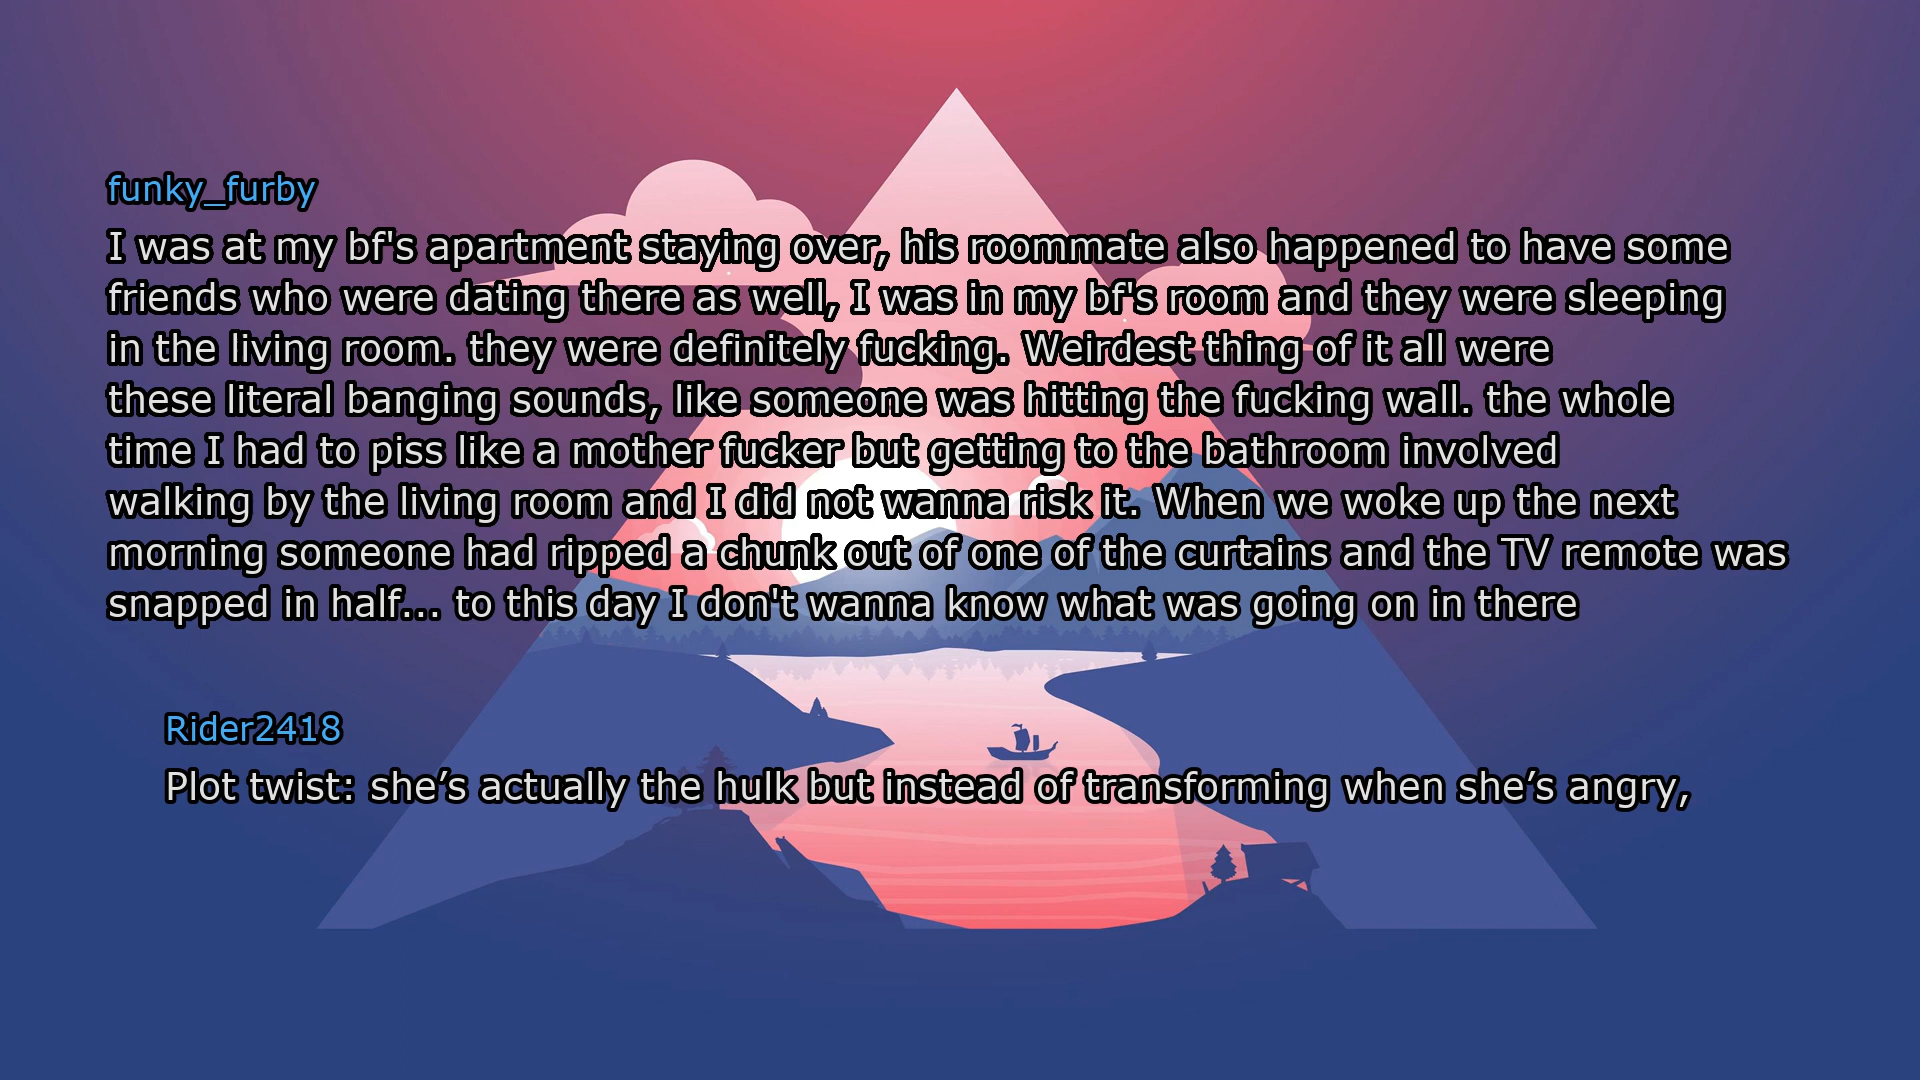 funky_furby
I was at my bf's apartment staying over, his roommate also happened to have some
friends who were dating there as well, I was in my bf's room and they were sleeping
in the living room. they were definitely fucking. Weirdest thing of it all were
these literal banging sounds, like someone was hitting the fucking wall. the whole
time I had to piss like a mother fucker but getting to the bathroom involved
walking by the living room and I did not wanna risk it. When we woke up the next
morning someone had ripped a chunk out of one of the curtains and the TV remote was
snapped in half... to this day I don't wanna know what was going on in there
Rider2418
Plot twist: she’s actually the hulk but instead of transforming when she’s angry,